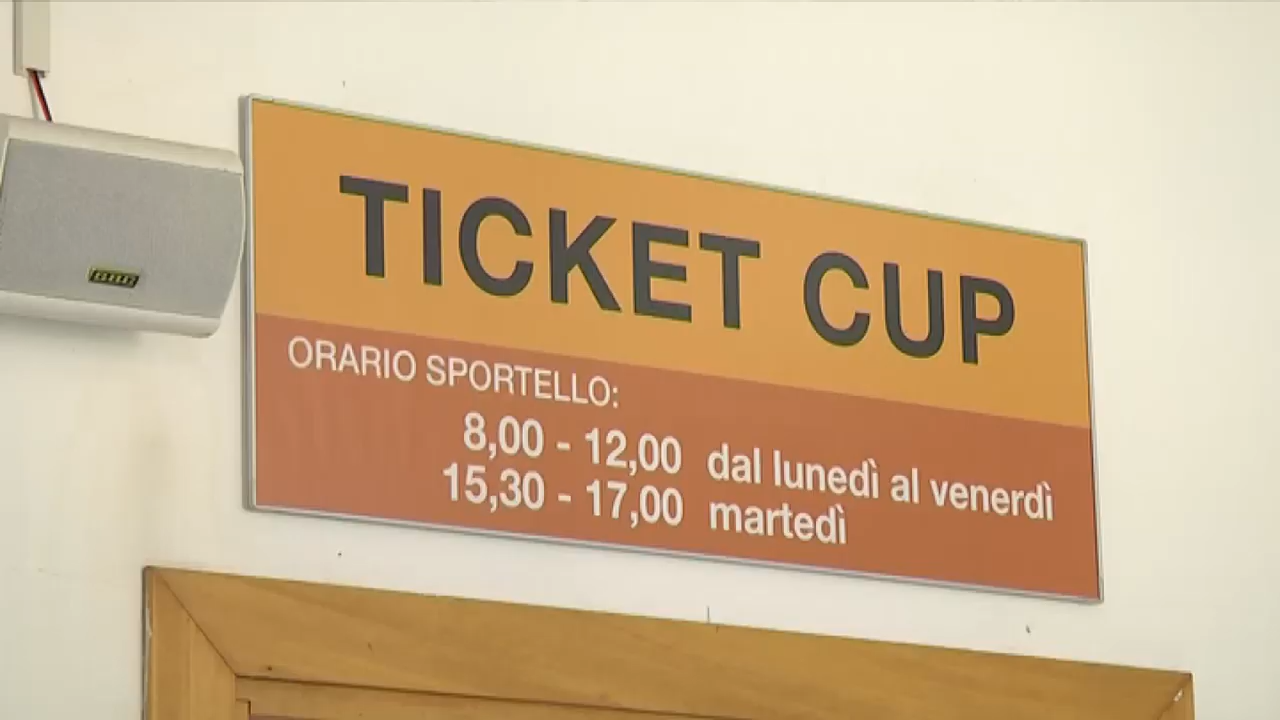 TICKET CUP
ORARIO SPORTELLO:
8,00 - 12,00 dal lunedì al venerdì
15,30 - 17,00 martedì